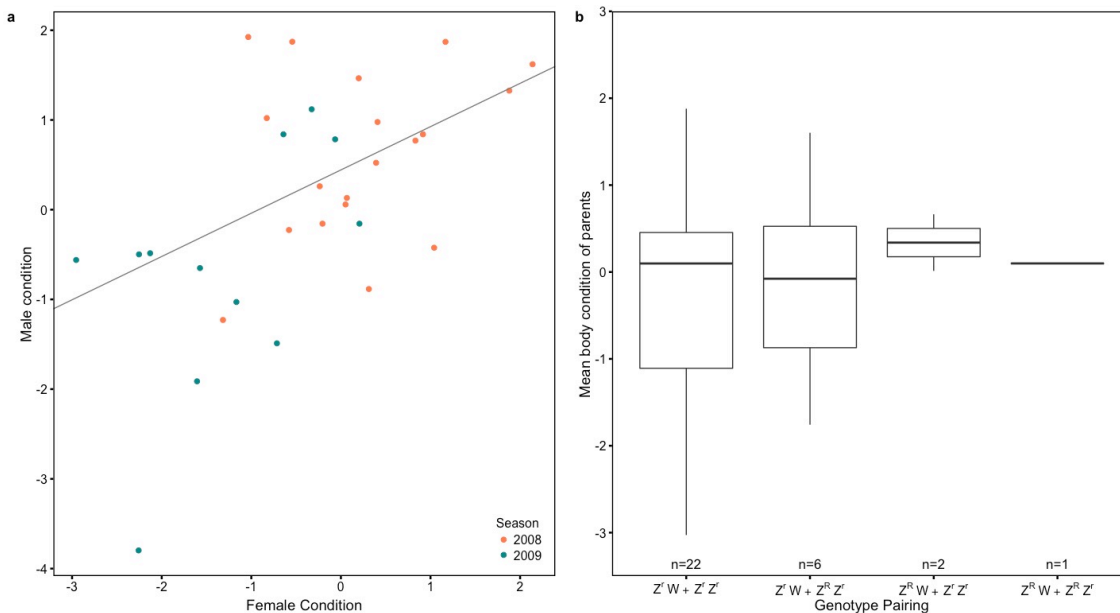 a
2
1
0
-1
-2
-3
-4
Male condition
-3 -2 -1 0 1 2
Female Condition
Season
2008
2009
b
3
2
1
0
-1
-2
-3
Mean body condition of parents
n=22 n=6 n=2 n=1
Zʳ W + Zʳ Zʳ Zʳ W + Zᴿ Zʳ Zᴿ W + Zʳ Zʳ Zᴿ W + Zᴿ Zʳ
Genotype Pairing